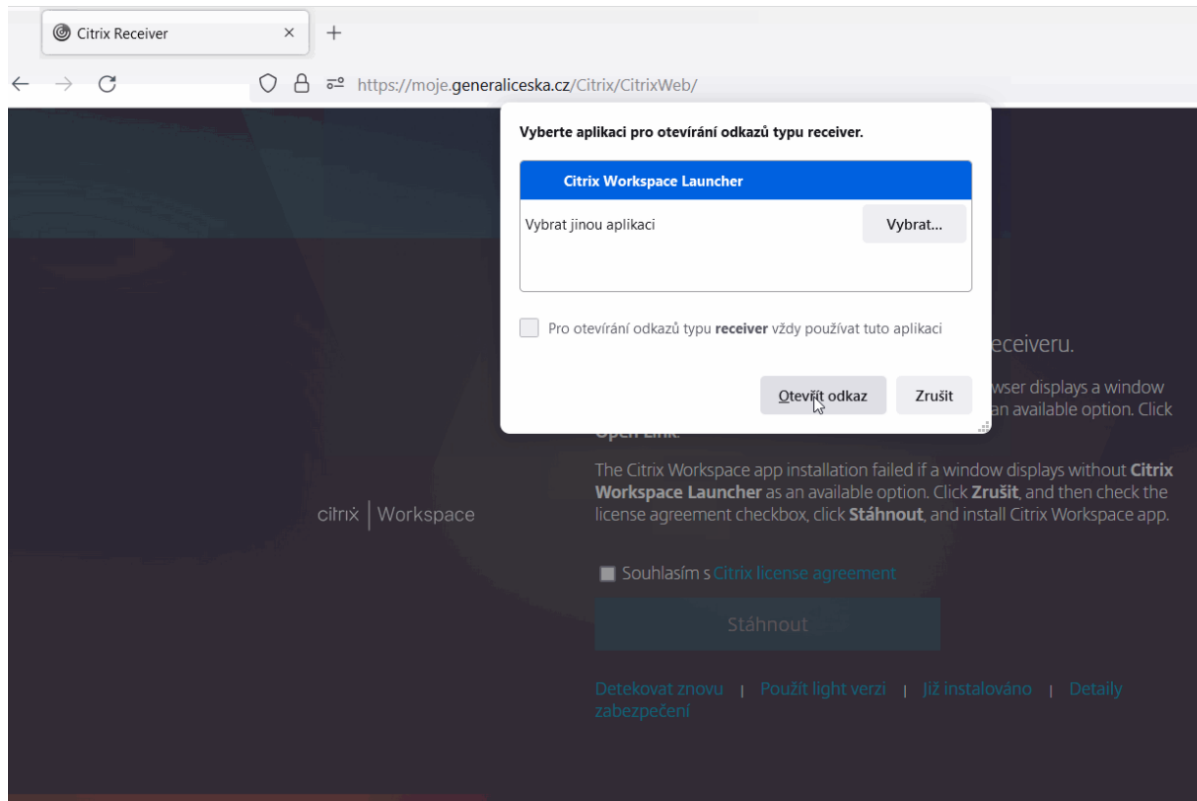 Citrix Receiver
https://moje.generaliceska.cz/Citrix/CitrixWeb/
Vyberte aplikaci pro otevírání odkazů typu receiver.
Citrix Workspace Launcher
Vybrat jinou aplikaci
Vybrat...
Pro otevírání odkazů typu receiver vždy používat tuto aplikaci
Otevřít odkaz
Zrušit
eceiveru.
wser displays a window
an available option. Click
Open Link.
The Citrix Workspace app installation failed if a window displays without Citrix
Workspace Launcher as an available option. Click Zrušit, and then check the
license agreement checkbox, click Stáhnout, and install Citrix Workspace app.
citrix | Workspace
Souhlasím s Citrix license agreement
Stáhnout
Detekovat znovu | Použít light verzi | Již instalováno | Detaily
zabezpečení